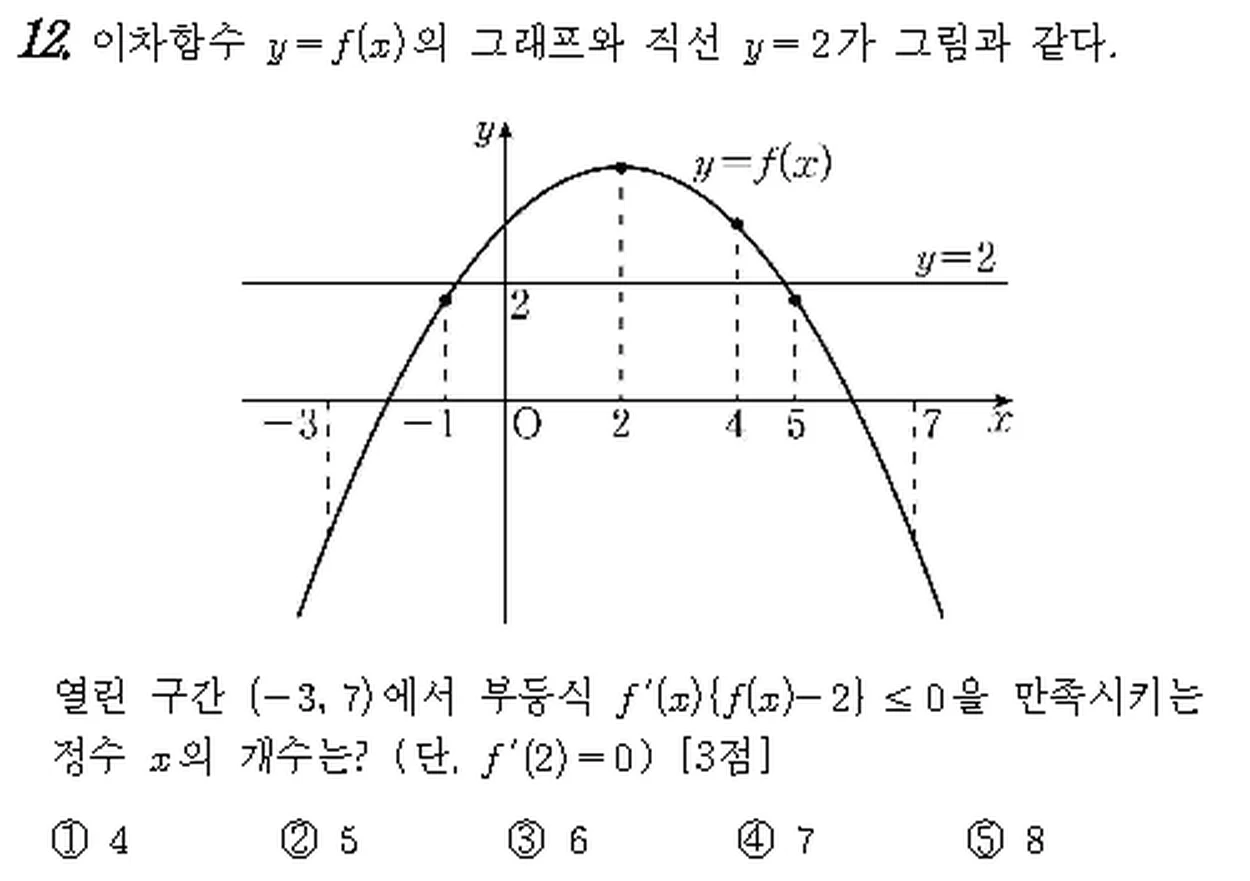 12. 이차함수 y=f(x)의 그래프와 직선 y=2가 그림과 같다.
y
y=f(x)
y=2
2
-3 -1 O 2 4 5 7 x
열린 구간 (-3, 7)에서 부등식 f'(x){f(x)-2} ≤ 0을 만족시키는
정수 x의 개수는? (단, f'(2)=0) [3점]
① 4 ② 5 ③ 6 ④ 7 ⑤ 8